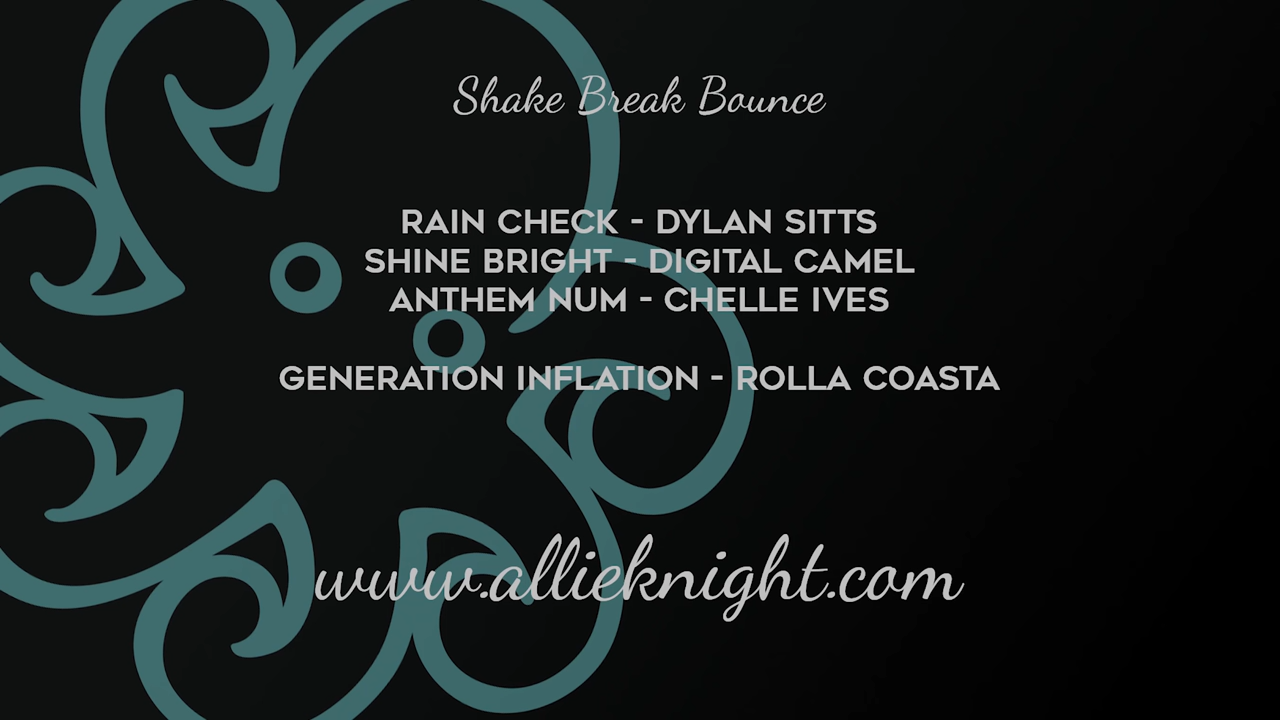 Shake Break Bounce
RAIN CHECK - DYLAN SITTS
SHINE BRIGHT - DIGITAL CAMEL
ANTHEM NUM - CHELLE IVES
GENERATION INFLATION - ROLLA COASTA
www.allieknight.com